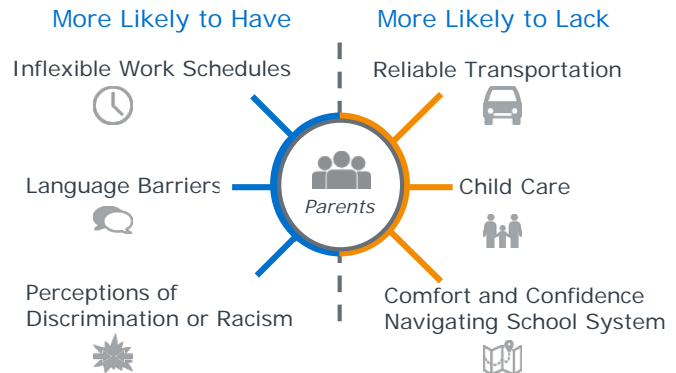 More Likely to Have
More Likely to Lack
Inflexible Work Schedules
Reliable Transportation
Language Barriers
Parents
Child Care
Perceptions of
Discrimination or Racism
Comfort and Confidence
Navigating School System